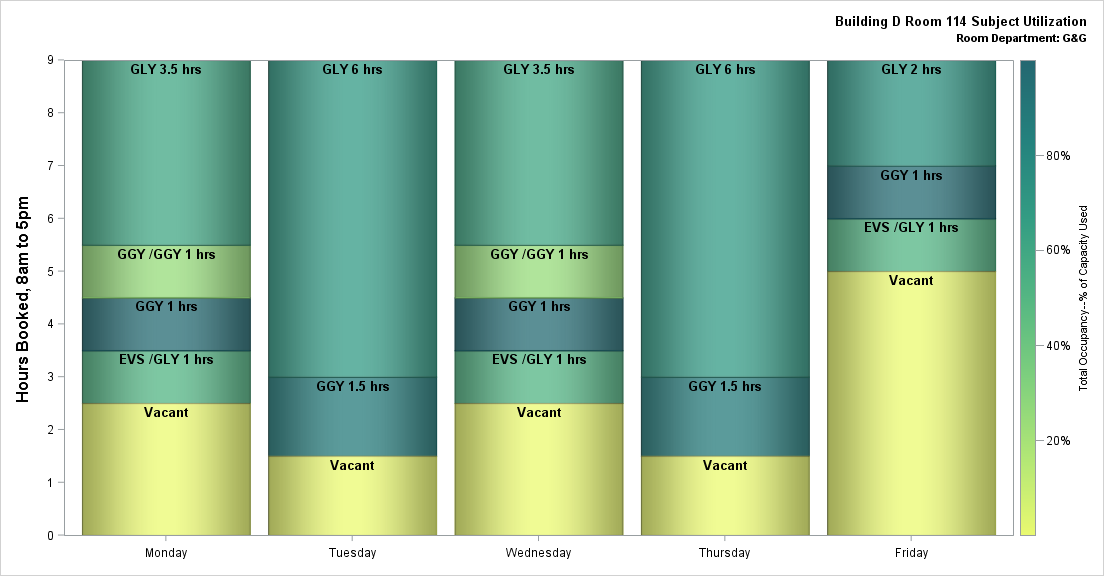 Building D Room 114 Subject Utilization
Room Department: G&G
Hours Booked, 8am to 5pm
9
8
7
6
5
4
3
2
1
0
GLY 3.5 hrs
GGY /GGY 1 hrs
GGY 1 hrs
EVS /GLY 1 hrs
Vacant
GLY 6 hrs
GGY 1.5 hrs
Vacant
GLY 3.5 hrs
GGY /GGY 1 hrs
GGY 1 hrs
EVS /GLY 1 hrs
Vacant
GLY 6 hrs
GGY 1.5 hrs
Vacant
GLY 2 hrs
GGY 1 hrs
EVS /GLY 1 hrs
Vacant
Monday
Tuesday
Wednesday
Thursday
Friday
80%
60%
40%
20%
Total Occupancy--% of Capacity Used